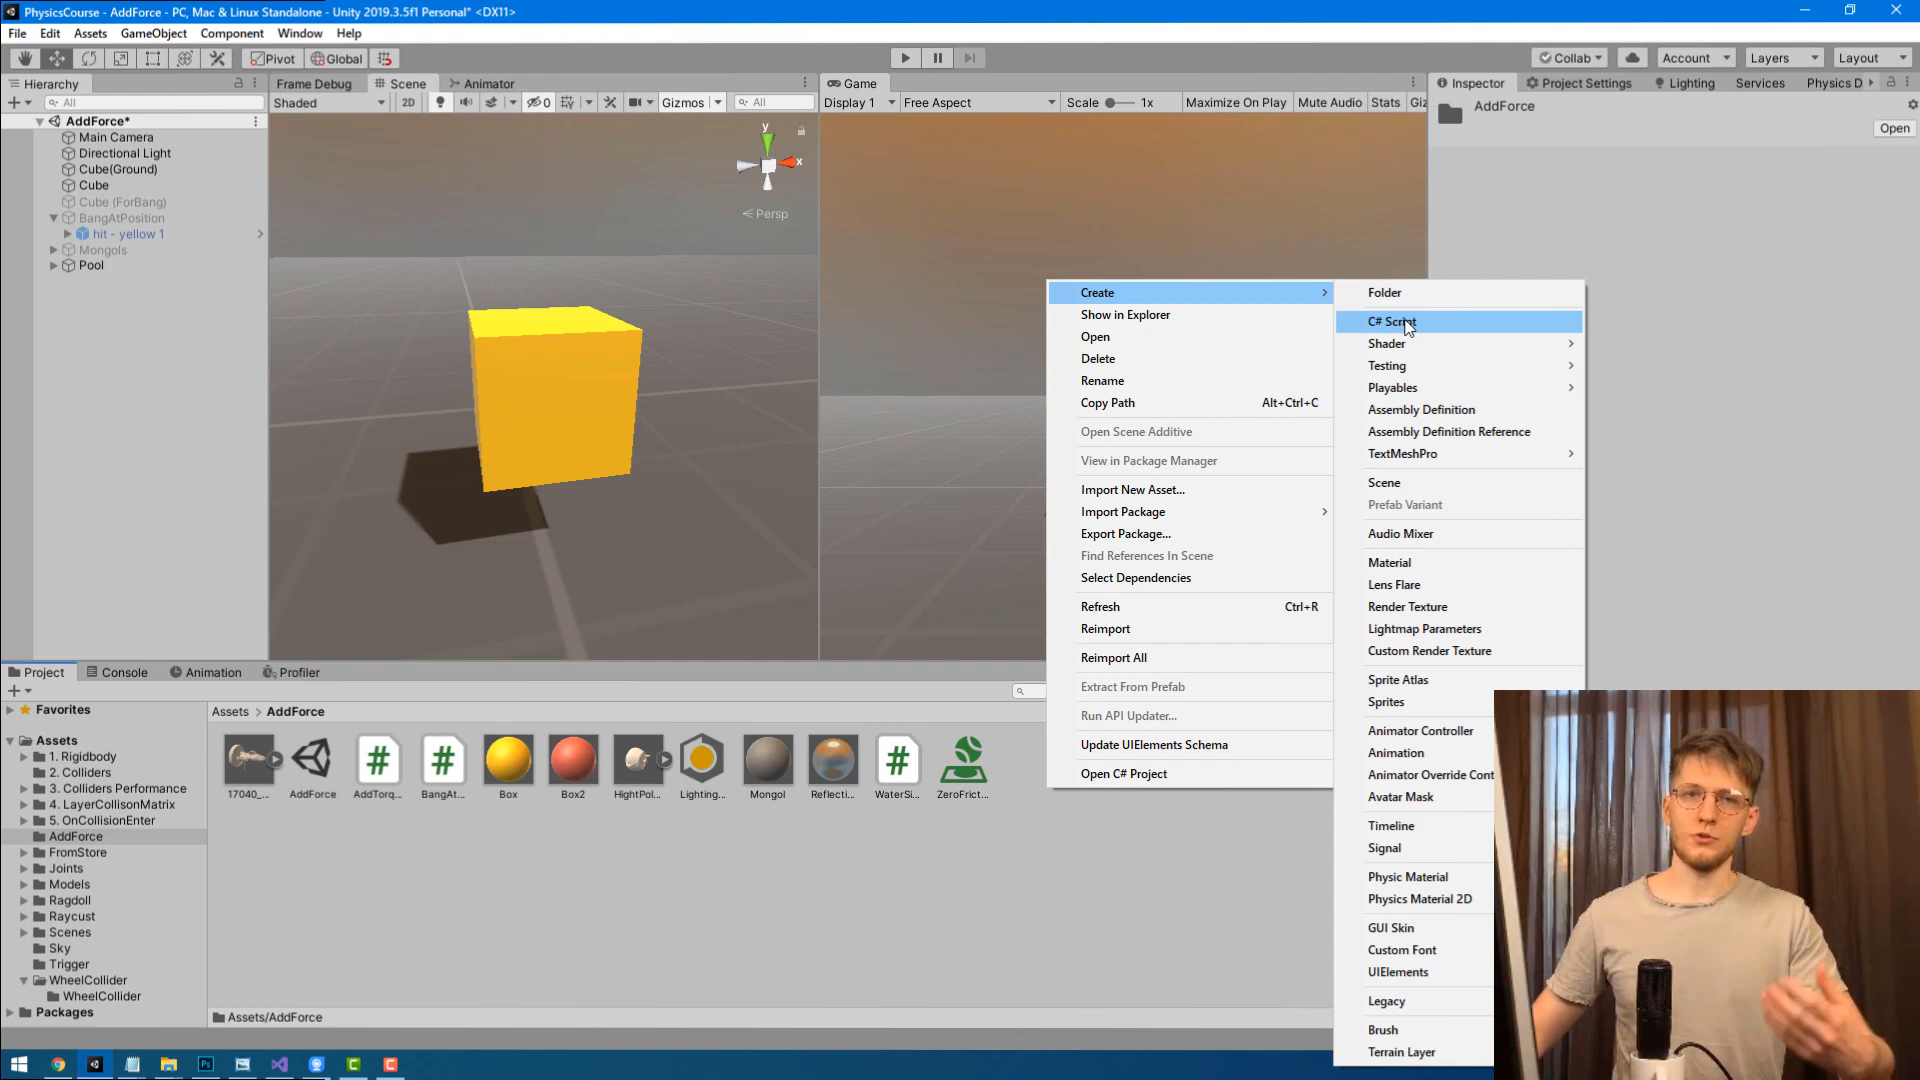 PhysicsCourse - AddForce - PC, Mac & Linux Standalone - Unity 2019.3.5f1 Personal* <DX11>
File Edit Assets GameObject Component Window Help
Pivot Global Collab Account Layers Layout
Hierarchy
All
AddForce*
Main Camera
Directional Light
Cube(Ground)
Cube
Cube (ForBang)
BangAtPosition
hit - yellow 1
Mongols
Pool
Frame Debug Scene Animator
Shaded 2D 0 Gizmos All
y
x
Persp
Game
Display 1 Free Aspect Scale 1x Maximize On Play Mute Audio Stats Giz
Inspector Project Settings Lighting Services Physics D
AddForce
Open
Create
Show in Explorer
Open
Delete
Rename
Copy Path Alt+Ctrl+C
Open Scene Additive
View in Package Manager
Import New Asset...
Import Package
Export Package...
Find References In Scene
Select Dependencies
Refresh Ctrl+R
Reimport
Reimport All
Extract From Prefab
Run API Updater...
Update UIElements Schema
Open C# Project
Folder
C# Script
Shader
Testing
Playables
Assembly Definition
Assembly Definition Reference
TextMeshPro
Scene
Prefab Variant
Audio Mixer
Material
Lens Flare
Render Texture
Lightmap Parameters
Custom Render Texture
Sprite Atlas
Sprites
Animator Controller
Animation
Animator Override Cont
Avatar Mask
Timeline
Signal
Physic Material
Physics Material 2D
GUI Skin
Custom Font
UIElements
Legacy
Brush
Terrain Layer
Project Console Animation Profiler
Favorites
Assets
1. Rigidbody
2. Colliders
3. Colliders Performance
4. LayerCollisonMatrix
5. OnCollisionEnter
AddForce
FromStore
Joints
Models
Ragdoll
Raycust
Scenes
Sky
Trigger
WheelCollider
WheelCollider
Packages
Assets > AddForce
17040_... AddForce AddTorq... BangAt... Box Box2 HightPol... Lighting... Mongol Reflecti... WaterSi... ZeroFrict...
Assets/AddForce